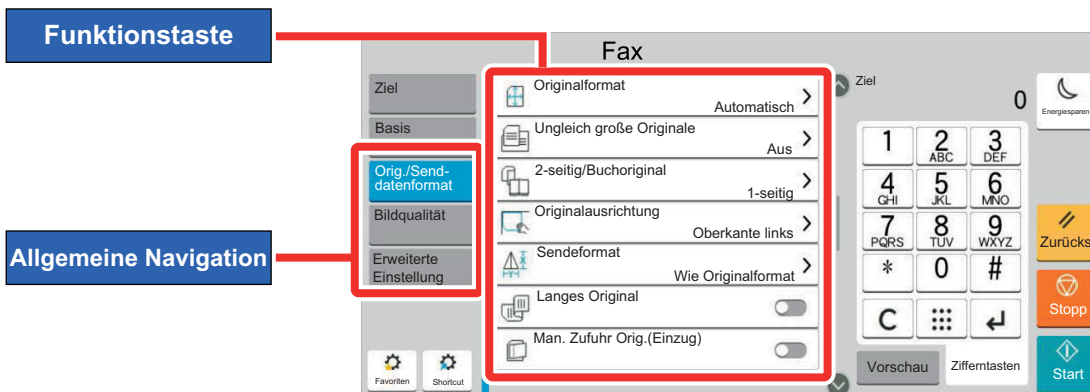 Funktionstaste
Allgemeine Navigation
Fax
Ziel
Basis
Orig./Send-
datenformat
Bildqualität
Erweiterte
Einstellung
Favoriten
Shortcut
Originalformat
Automatisch
Ungleich große Originale
Aus
2-seitig/Buchoriginal
1-seitig
Originalausrichtung
Oberkante links
Sendeformat
Wie Originalformat
Langes Original
Man. Zufuhr Orig.(Einzug)
Ziel
0
1
2
ABC
3
DEF
4
GHI
5
JKL
6
MNO
7
PQRS
8
TUV
9
WXYZ
*
0
#
C
Vorschau
Zifferntasten
Energiesparen
Zurücks
Stopp
Start